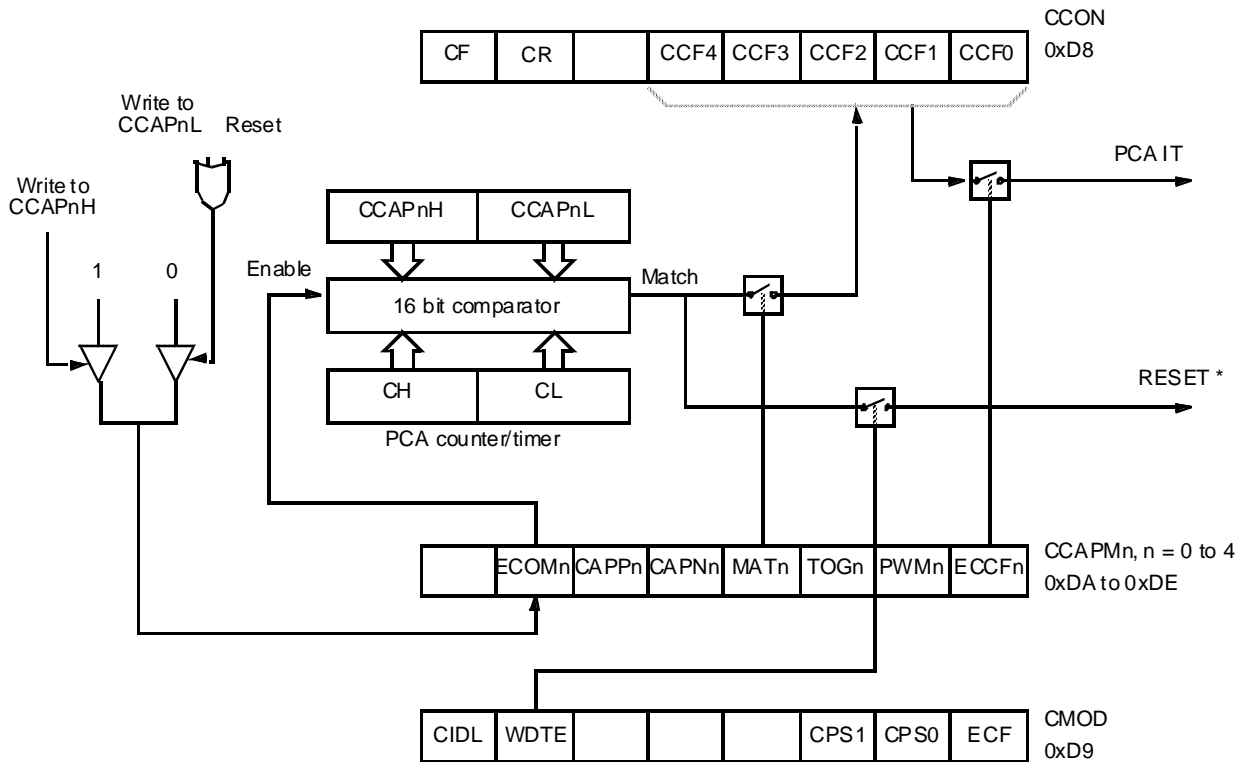 CF CR CCF4 CCF3 CCF2 CCF1 CCF0
CCON
0xD8
Write to
CCAPnL Reset
Write to
CCAPnH
PCA IT
CCAPnH CCAPnL
1 0
Enable
Match
16 bit comparator
CH CL
PCA counter/timer
RESET *
ECOMn CAPPn CAPNn MATn TOGn PWMn ECCFn
CCAPMn, n = 0 to 4
0xDA to 0xDE
CIDL WDTE CPS1 CPS0 ECF
CMOD
0xD9